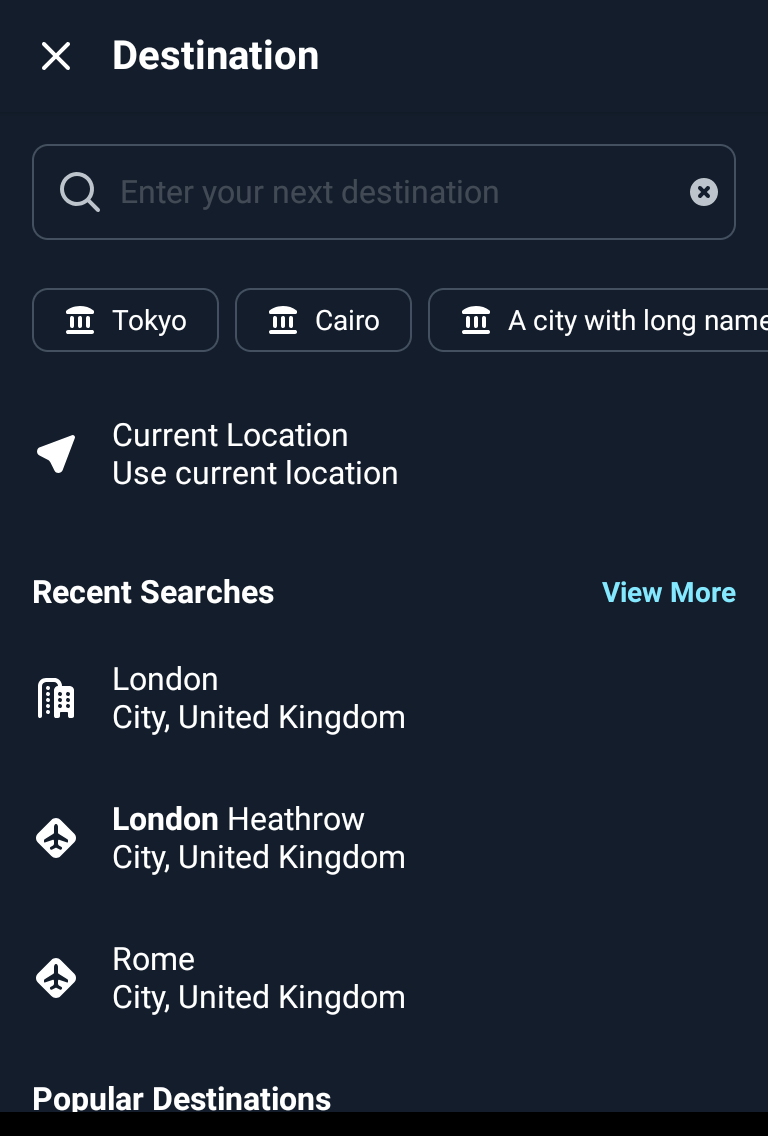 Destination
Enter your next destination
Tokyo
Cairo
A city with long name
Current Location
Use current location
Recent Searches
View More
London
City, United Kingdom
London Heathrow
City, United Kingdom
Rome
City, United Kingdom
Popular Destinations